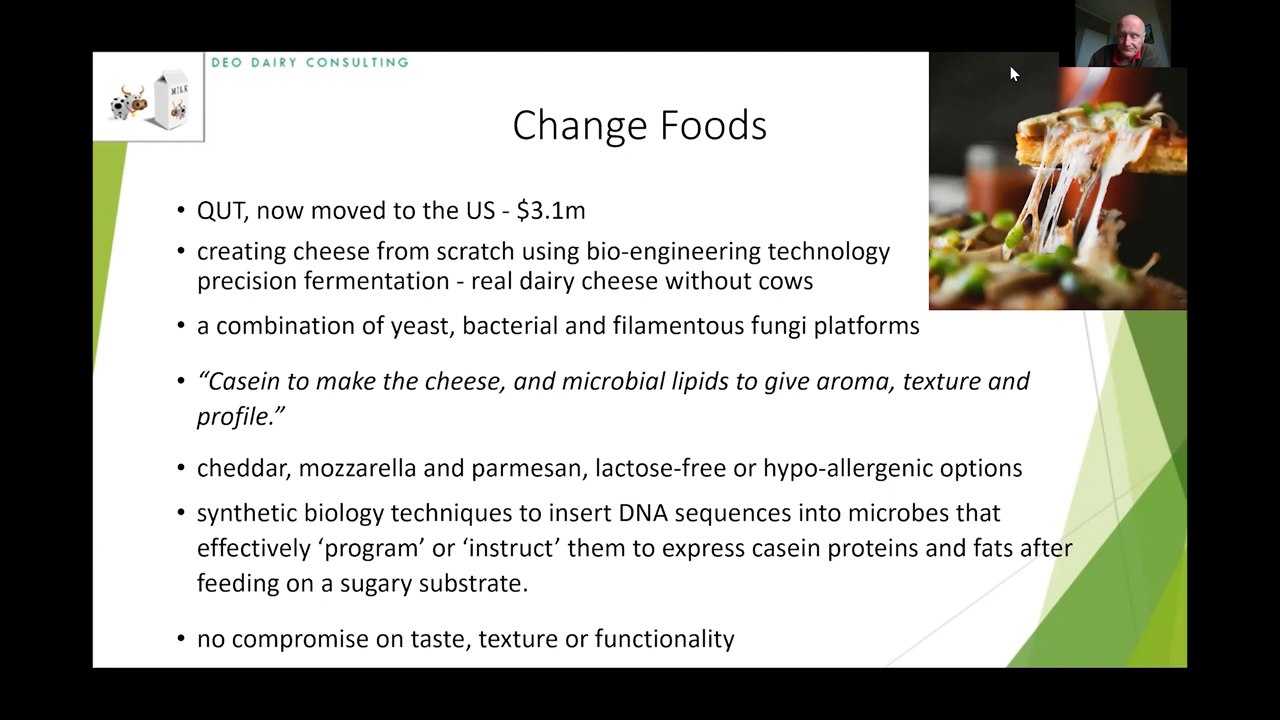 DEO DAIRY CONSULTING
MILK
Change Foods
• QUT, now moved to the US - $3.1m
• creating cheese from scratch using bio-engineering technology
precision fermentation - real dairy cheese without cows
• a combination of yeast, bacterial and filamentous fungi platforms
• “Casein to make the cheese, and microbial lipids to give aroma, texture and
profile.”
• cheddar, mozzarella and parmesan, lactose-free or hypo-allergenic options
• synthetic biology techniques to insert DNA sequences into microbes that
effectively ‘program’ or ‘instruct’ them to express casein proteins and fats after
feeding on a sugary substrate.
• no compromise on taste, texture or functionality